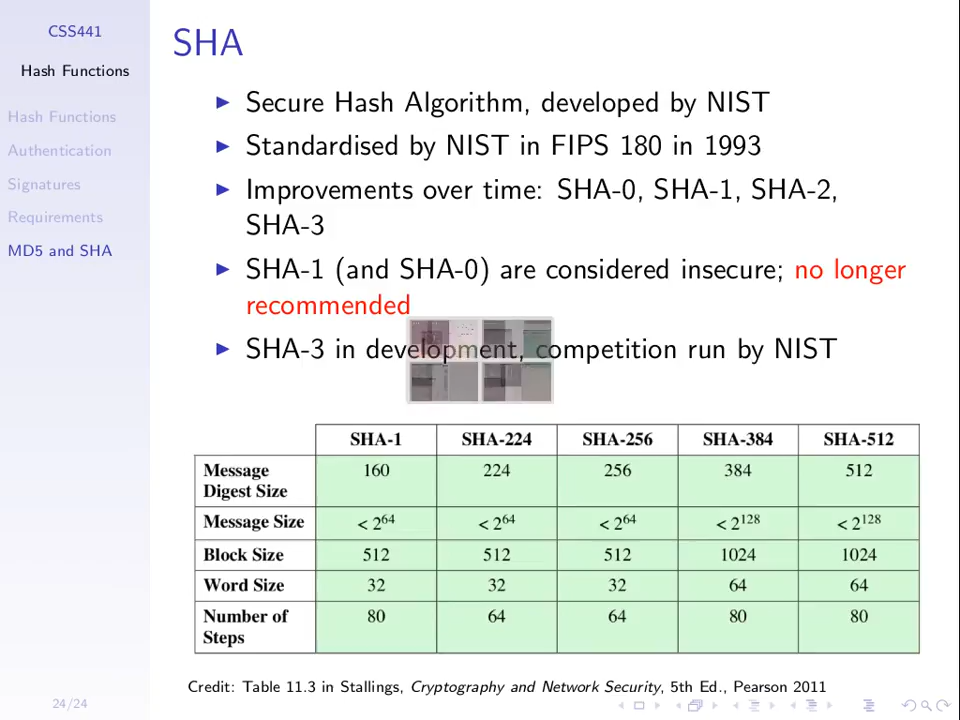 CSS441
Hash Functions
Hash Functions
Authentication
Signatures
Requirements
MD5 and SHA
24/24
SHA
Secure Hash Algorithm, developed by NIST
Standardised by NIST in FIPS 180 in 1993
Improvements over time: SHA-0, SHA-1, SHA-2,
SHA-3
SHA-1 (and SHA-0) are considered insecure; no longer
recommended
SHA-3 in development, competition run by NIST
SHA-1 SHA-224 SHA-256 SHA-384 SHA-512
Message
Digest Size 160 224 256 384 512
Message Size < 2^64 < 2^64 < 2^64 < 2^128 < 2^128
Block Size 512 512 512 1024 1024
Word Size 32 32 32 64 64
Number of
Steps 80 64 64 80 80
Credit: Table 11.3 in Stallings, Cryptography and Network Security, 5th Ed., Pearson 2011